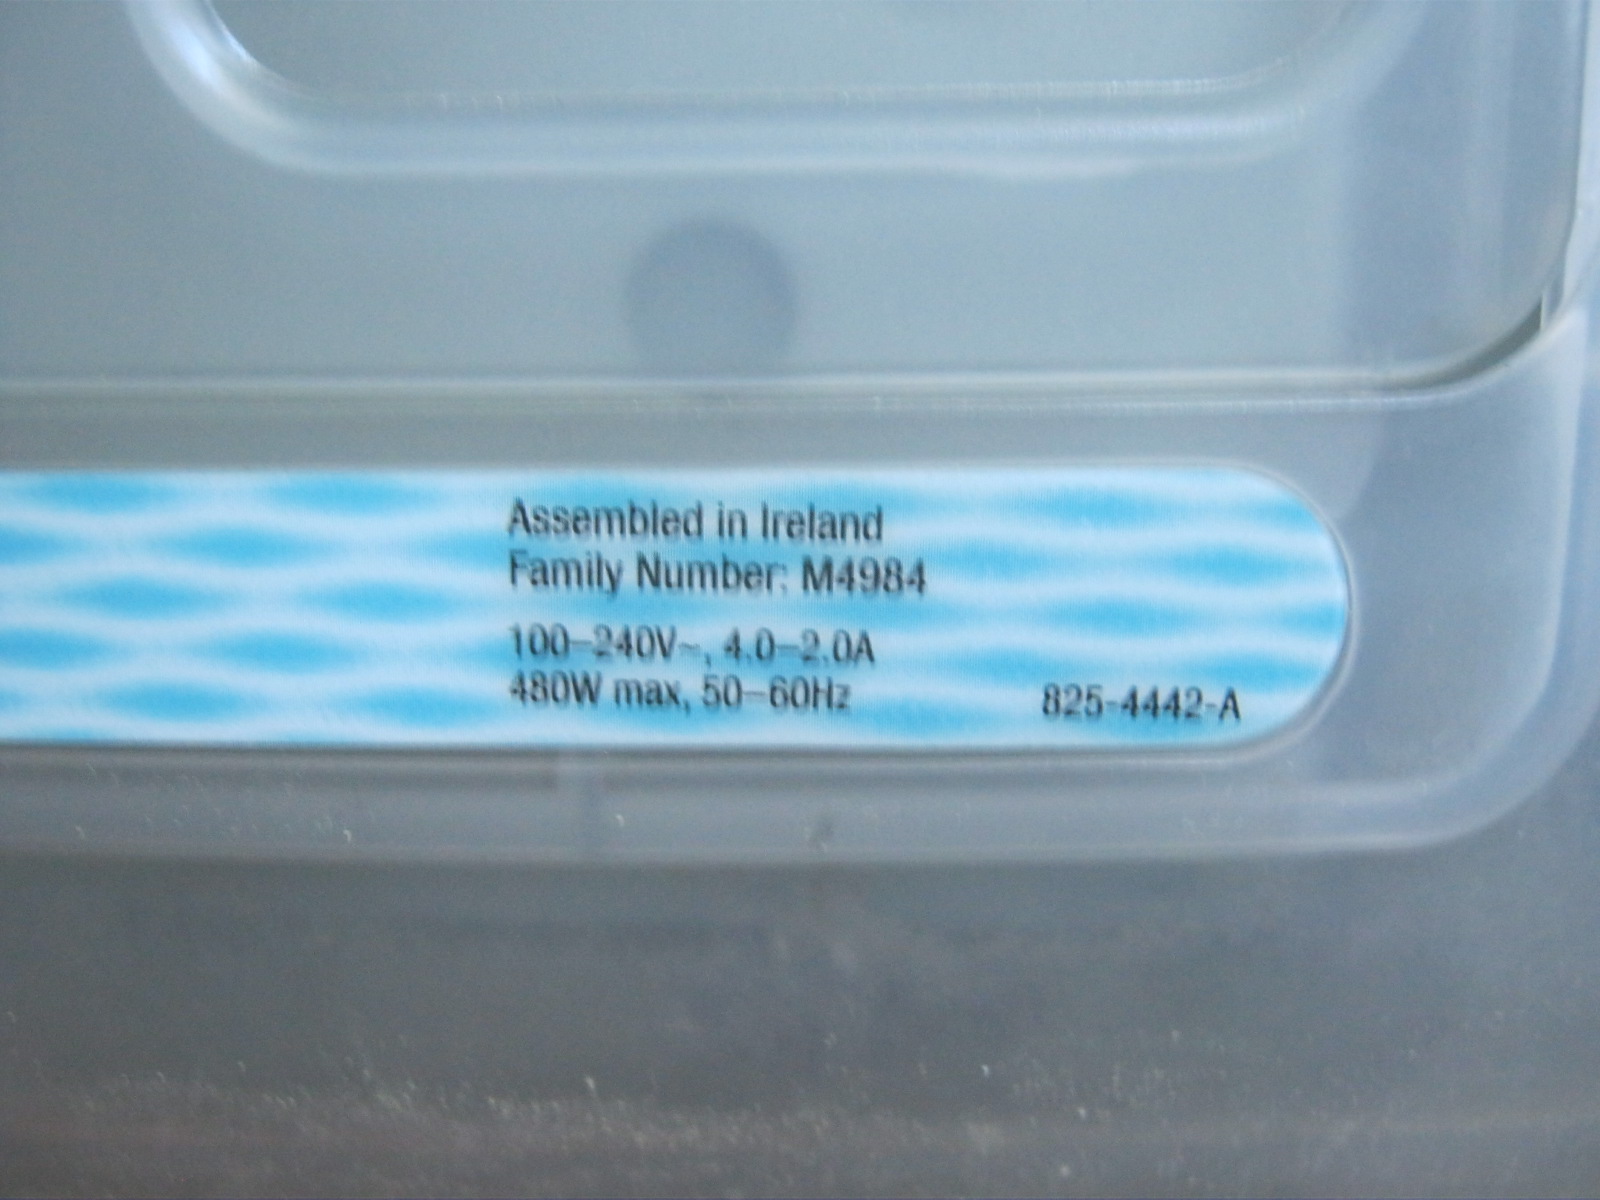 Assembled in Ireland
Family Number: M4984
100–240V~, 4.0–2.0A
480W max, 50–60Hz
825-4442-A